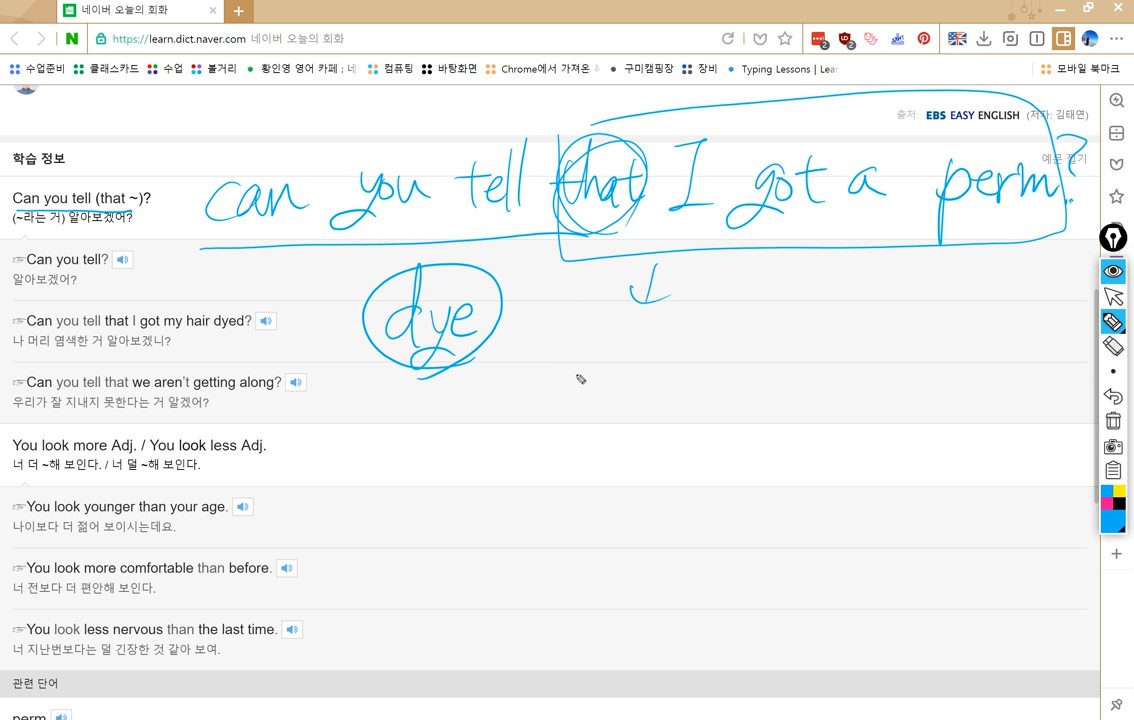 네이버 오늘의 회화
https://learn.dict.naver.com 네이버 오늘의 회화
수업준비 클래스카드 수업 볼거리 황인영 영어 카페 : 네 컴퓨팅 바탕화면 Chrome에서 가져온 구미캠핑장 장비 Typing Lessons | Lear 모바일 북마크
출처: EBS EASY ENGLISH (저자: 김태연)
학습 정보
예문 접기
Can you tell (that ~)?
(~라는 거) 알아보겠어?
can you tell that I got a perm?
Can you tell?
알아보겠어?
dye
Can you tell that I got my hair dyed?
나 머리 염색한 거 알아보겠니?
Can you tell that we aren't getting along?
우리가 잘 지내지 못한다는 거 알겠어?
You look more Adj. / You look less Adj.
너 더 ~해 보인다. / 너 덜 ~해 보인다.
You look younger than your age.
나이보다 더 젊어 보이시는데요.
You look more comfortable than before.
너 전보다 더 편안해 보인다.
You look less nervous than the last time.
너 지난번보다는 덜 긴장한 것 같아 보여.
관련 단어
perm